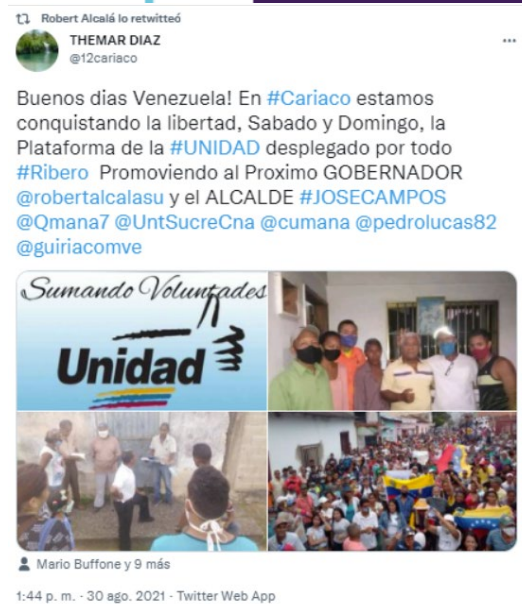 Robert Alcalá lo retwitteó
THEMAR DIAZ
@12cariaco
Buenos dias Venezuela! En #Cariaco estamos
conquistando la libertad, Sabado y Domingo, la
Plataforma de la #UNIDAD desplegado por todo
#Ribero Promoviendo al Proximo GOBERNADOR
@robertalcalasu y el ALCALDE #JOSECAMPOS
@Qmana7 @UntSucreCna @cumana @pedrolucas82
@guiriacomve
Sumando Voluntades
Unidad
Mario Buffone y 9 más
1:44 p. m. · 30 ago. 2021 · Twitter Web App